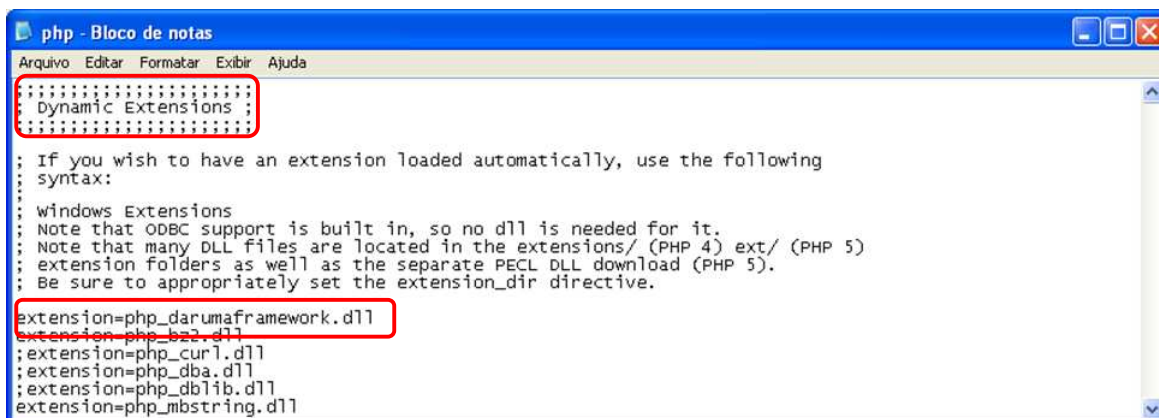 php - Bloco de notas
Arquivo Editar Formatar Exibir Ajuda
;;;;;;;;;;;;;;;;;;;;;;
; Dynamic Extensions ;
;;;;;;;;;;;;;;;;;;;;;;
; If you wish to have an extension loaded automatically, use the following
; syntax:
;
; Windows Extensions
; Note that ODBC support is built in, so no dll is needed for it.
; Note that many DLL files are located in the extensions/ (PHP 4) ext/ (PHP 5)
; extension folders as well as the separate PECL DLL download (PHP 5).
; Be sure to appropriately set the extension_dir directive.
extension=php_darumaframework.dll
extension=php_bz2.dll
;extension=php_curl.dll
;extension=php_dba.dll
;extension=php_dblib.dll
extension=php_mbstring.dll